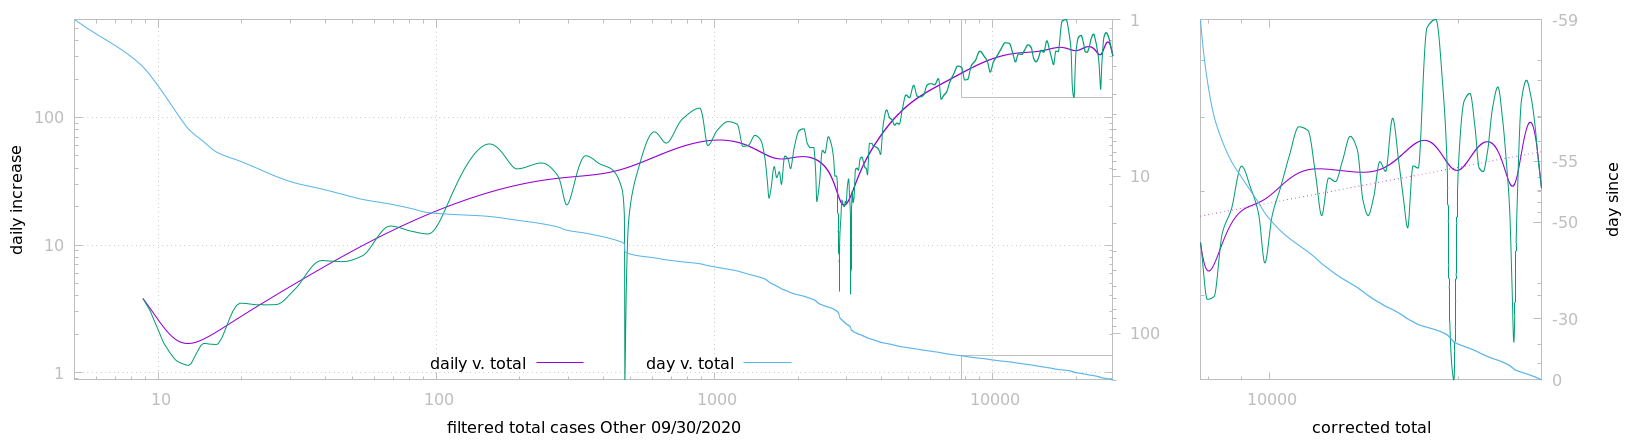 daily increase
100
10
1
10
100
1000
10000
1
10
100
daily v. total
day v. total
filtered total cases Other 09/30/2020
10000
-59
-55
-50
-30
0
day since
corrected total